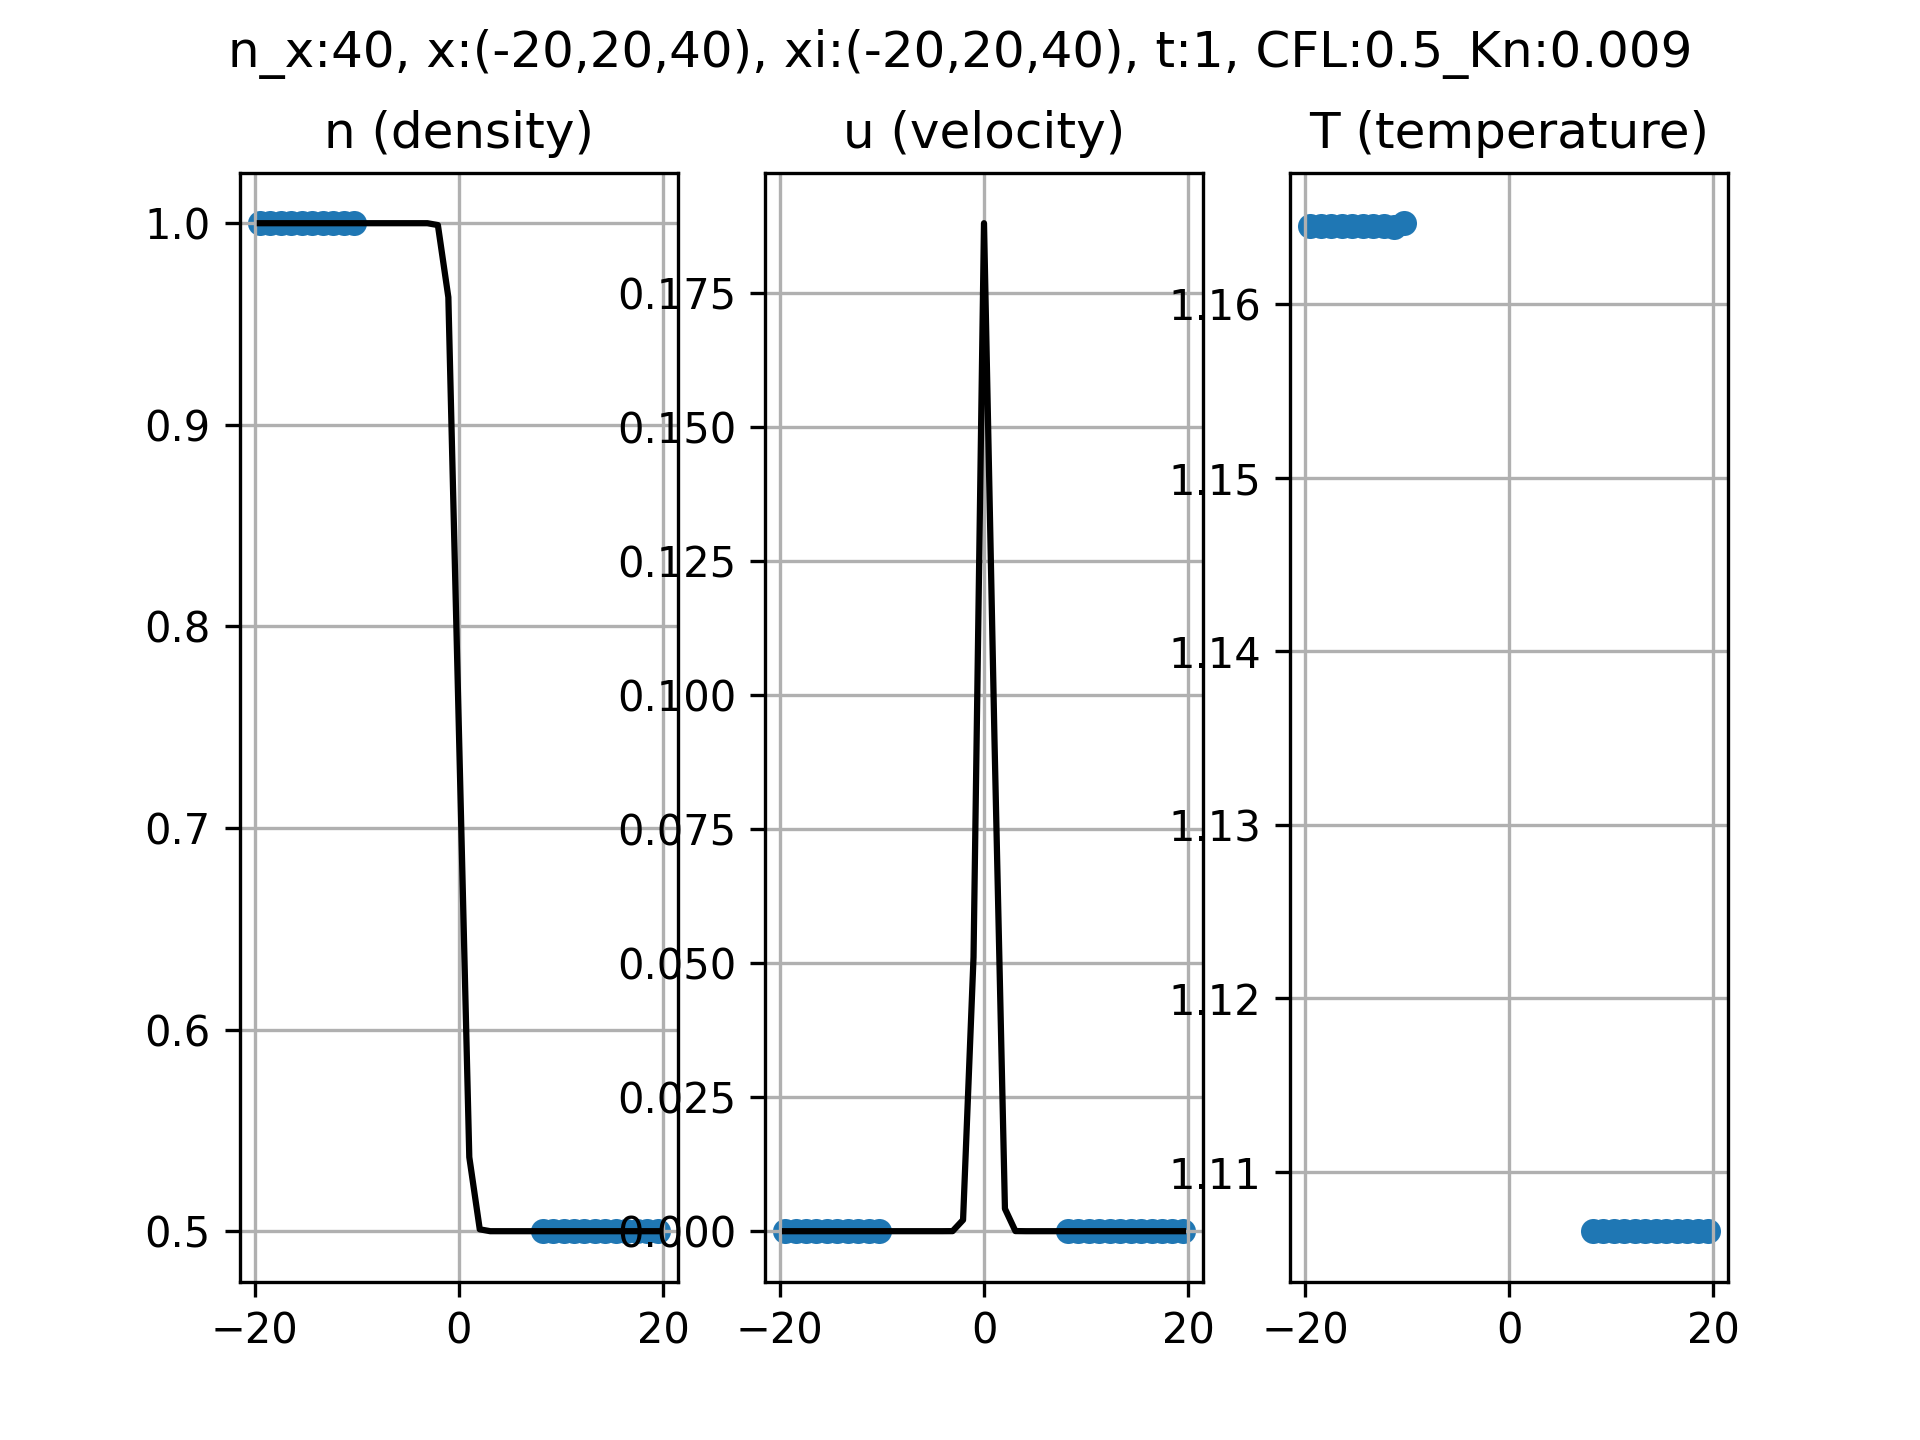 n_x:40, x:(-20,20,40), xi:(-20,20,40), t:1, CFL:0.5_Kn:0.009
n (density)
1.0
0.9
0.8
0.7
0.6
0.5
−20 0 20
u (velocity)
0.175
0.150
0.125
0.100
0.075
0.050
0.025
0.000
−20 0 20
T (temperature)
1.16
1.15
1.14
1.13
1.12
1.11
−20 0 20